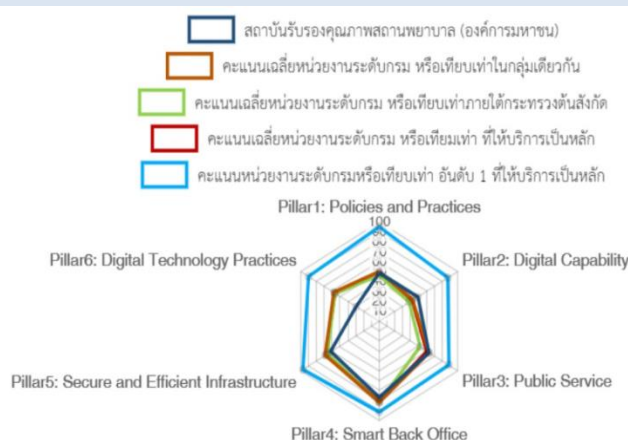 สถาบันรับรองคุณภาพสถานพยาบาล (องค์การมหาชน)
คะแนนเฉลี่ยหน่วยงานระดับกรม หรือเทียบเท่าในกลุ่มเดียวกัน
คะแนนเฉลี่ยหน่วยงานระดับกรม หรือเทียบเท่าภายใต้กระทรวงต้นสังกัด
คะแนนเฉลี่ยหน่วยงานระดับกรม หรือเทียมเท่า ที่ให้บริการเป็นหลัก
คะแนนหน่วยงานระดับกรมหรือเทียบเท่า อันดับ 1 ที่ให้บริการเป็นหลัก
Pillar1: Policies and Practices
100
Pillar6: Digital Technology Practices
Pillar2: Digital Capability
Pillar5: Secure and Efficient Infrastructure
Pillar3: Public Service
Pillar4: Smart Back Office